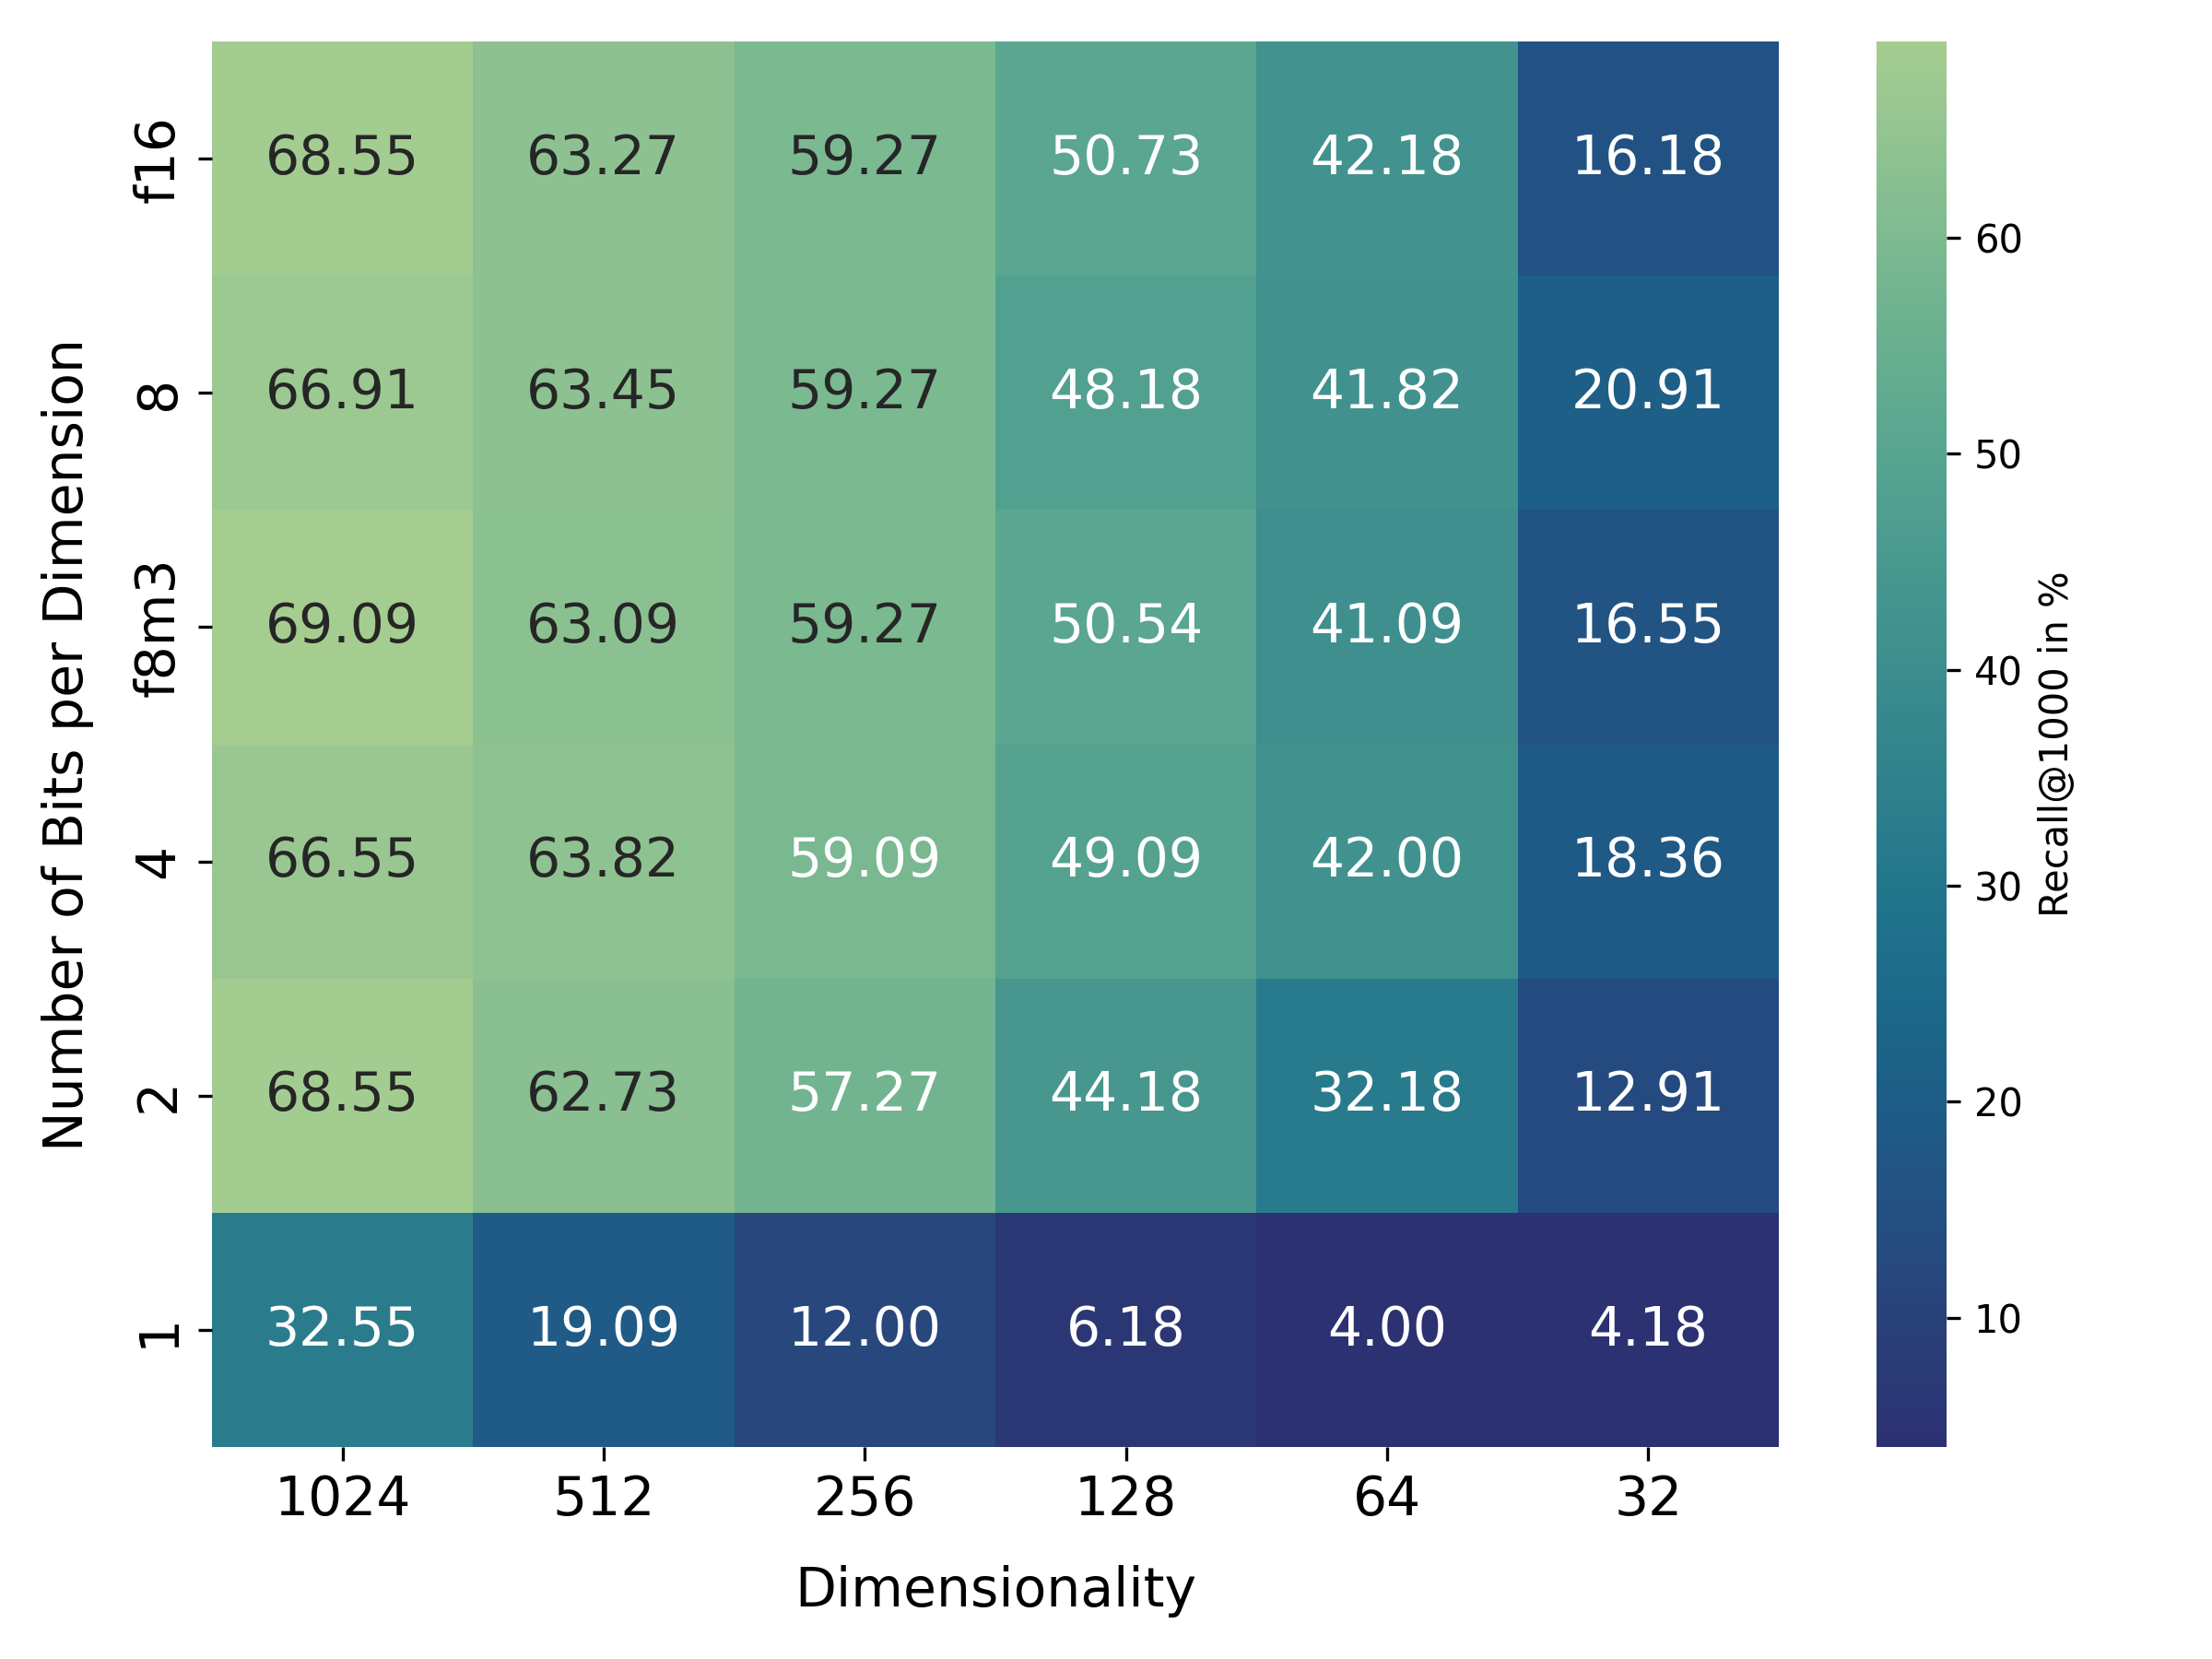 Number of Bits per Dimension
f16 68.55 63.27 59.27 50.73 42.18 16.18
8 66.91 63.45 59.27 48.18 41.82 20.91
f8m3 69.09 63.09 59.27 50.54 41.09 16.55
4 66.55 63.82 59.09 49.09 42.00 18.36
2 68.55 62.73 57.27 44.18 32.18 12.91
1 32.55 19.09 12.00 6.18 4.00 4.18
1024 512 256 128 64 32
Dimensionality
60
50
40
30
20
10
Recall@1000 in %